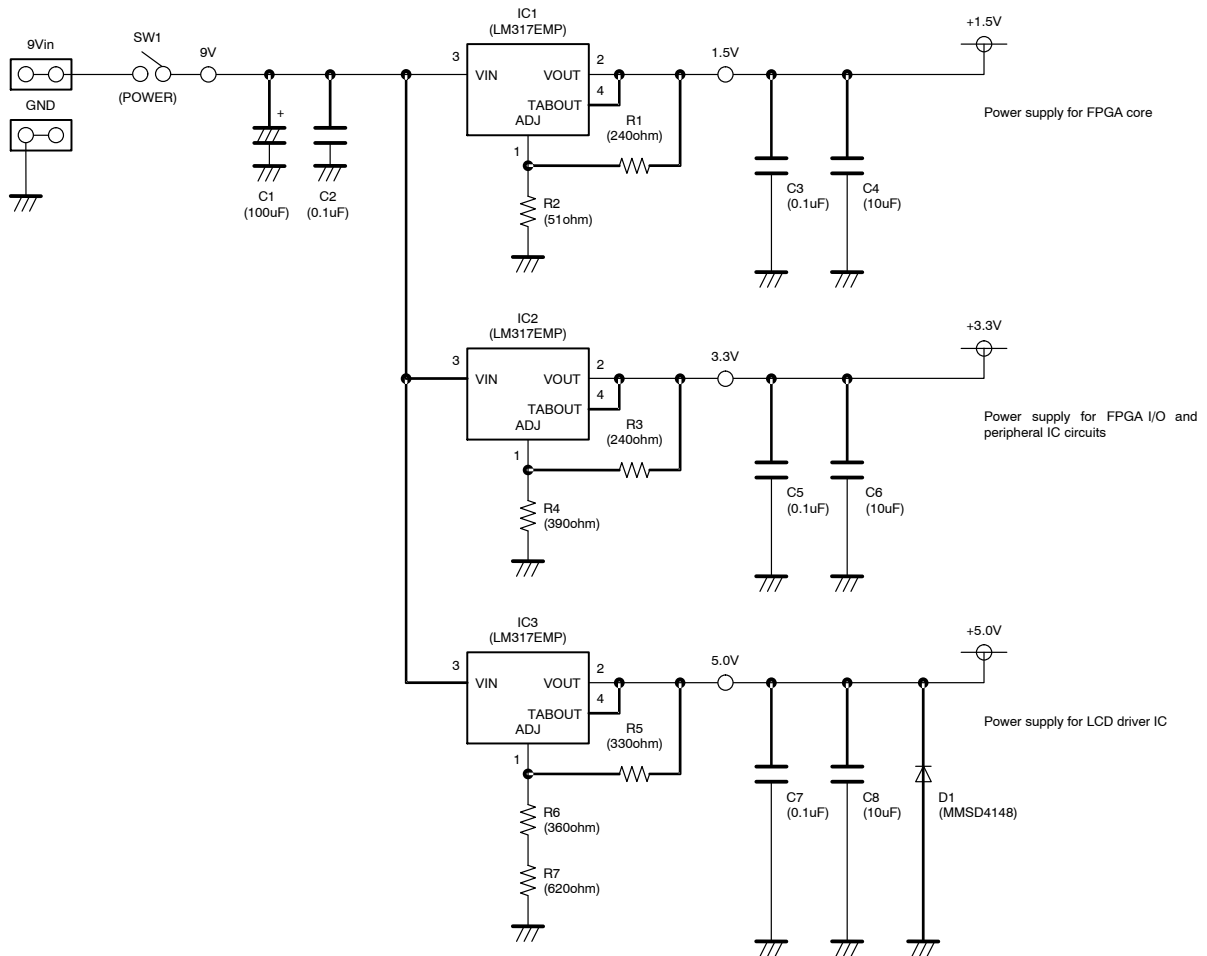 9Vin
SW1
9V
(POWER)
GND
+
C1
(100uF)
C2
(0.1uF)
IC1
(LM317EMP)
3
VIN
VOUT
2
4
TABOUT
ADJ
1
R1
(240ohm)
R2
(51ohm)
1.5V
C3
(0.1uF)
C4
(10uF)
+1.5V
Power supply for FPGA core
IC2
(LM317EMP)
3
VIN
VOUT
2
4
TABOUT
ADJ
1
R3
(240ohm)
R4
(390ohm)
3.3V
C5
(0.1uF)
C6
(10uF)
+3.3V
Power supply for FPGA I/O and
peripheral IC circuits
IC3
(LM317EMP)
3
VIN
VOUT
2
4
TABOUT
ADJ
1
R5
(330ohm)
R6
(360ohm)
R7
(620ohm)
5.0V
C7
(0.1uF)
C8
(10uF)
D1
(MMSD4148)
+5.0V
Power supply for LCD driver IC